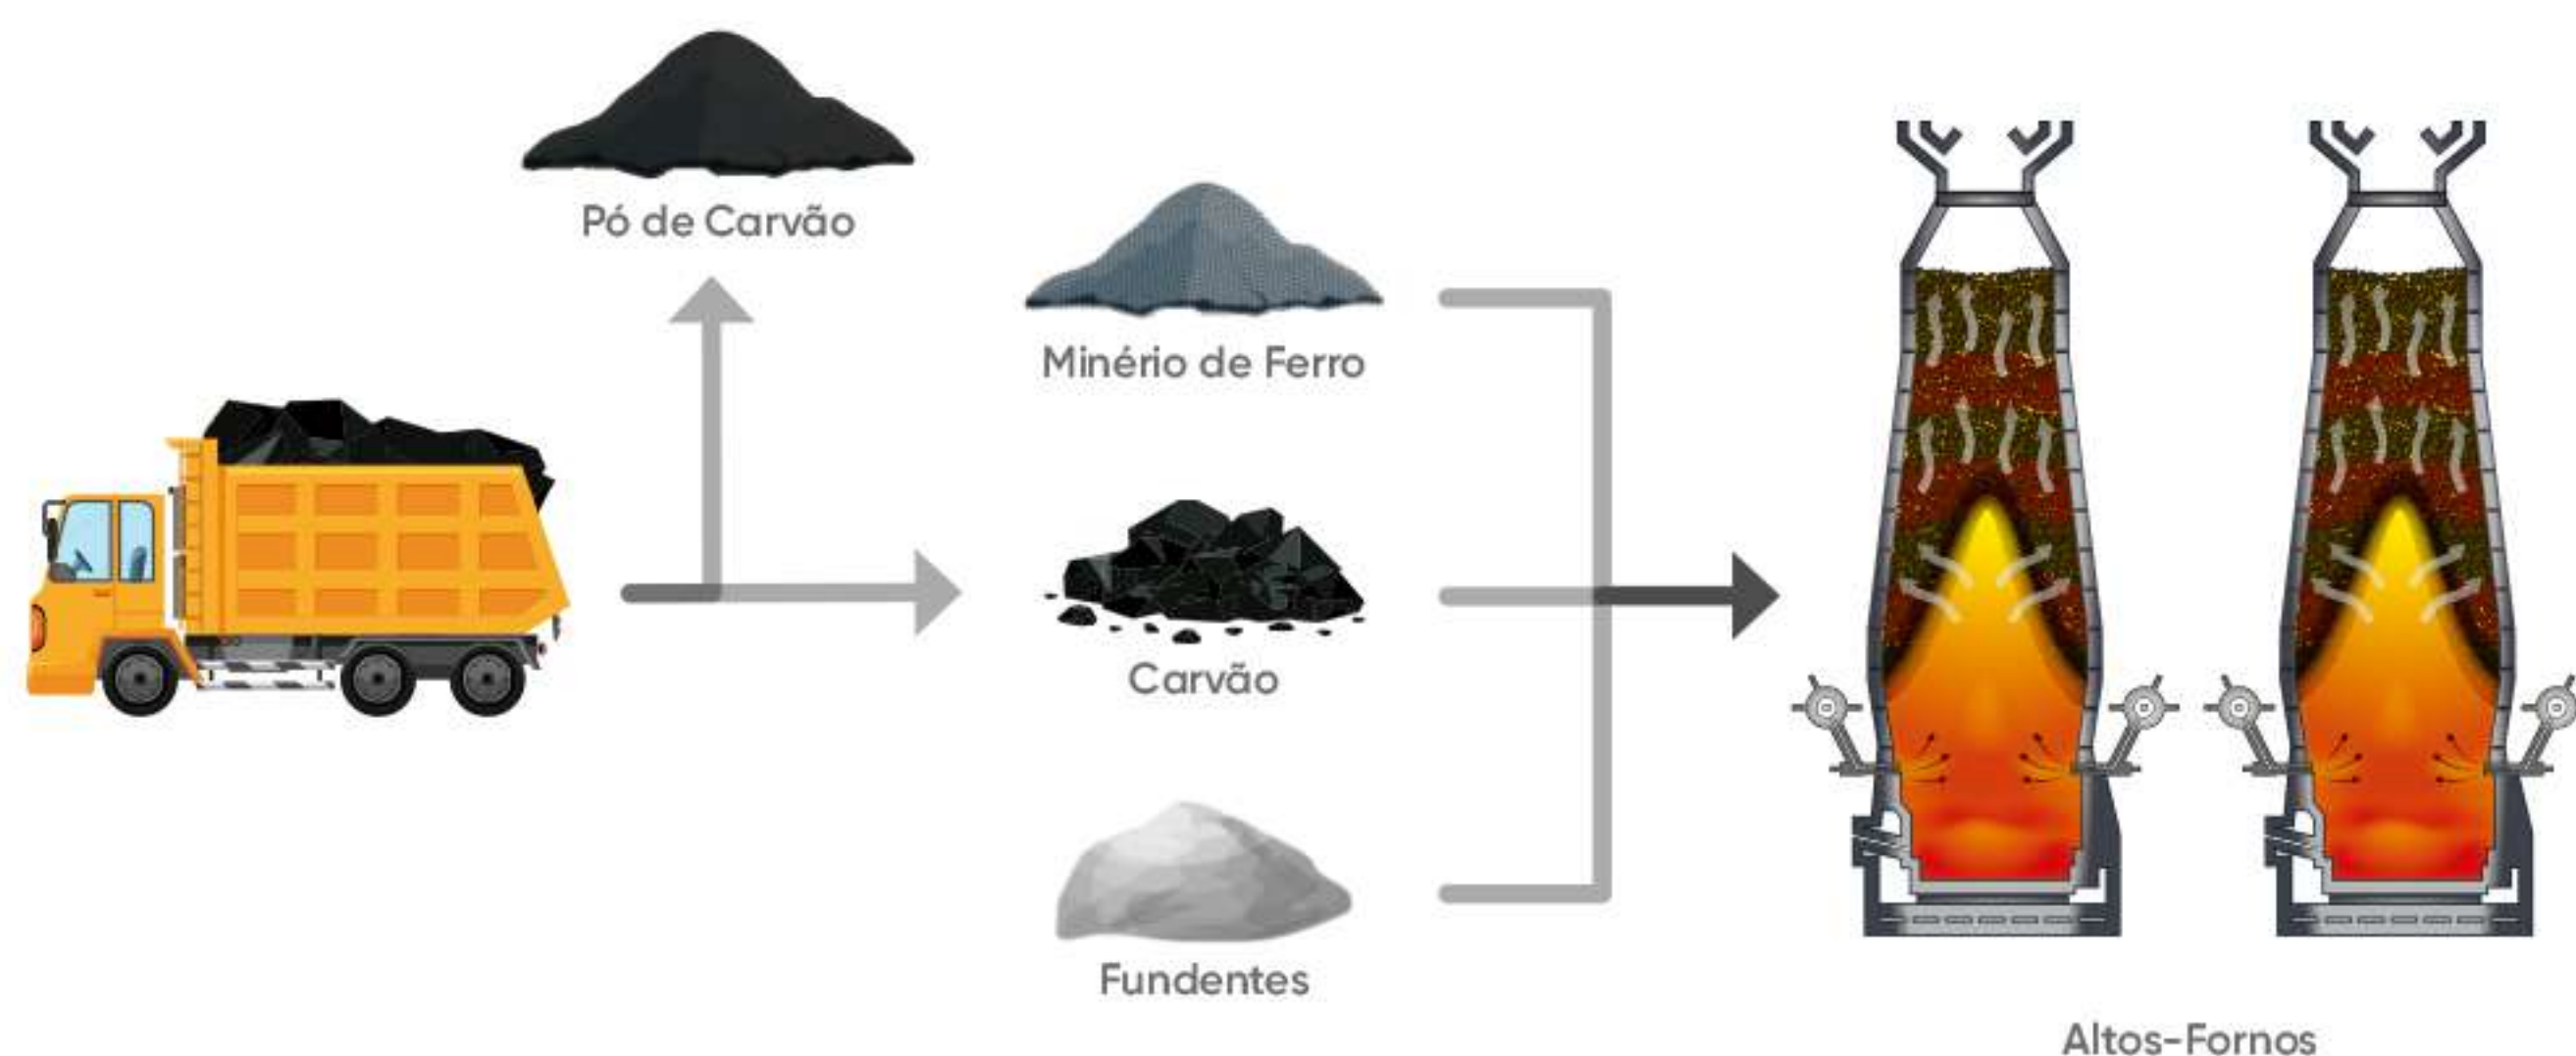 Pó de Carvão
Minério de Ferro
Carvão
Fundentes
Altos-Fornos